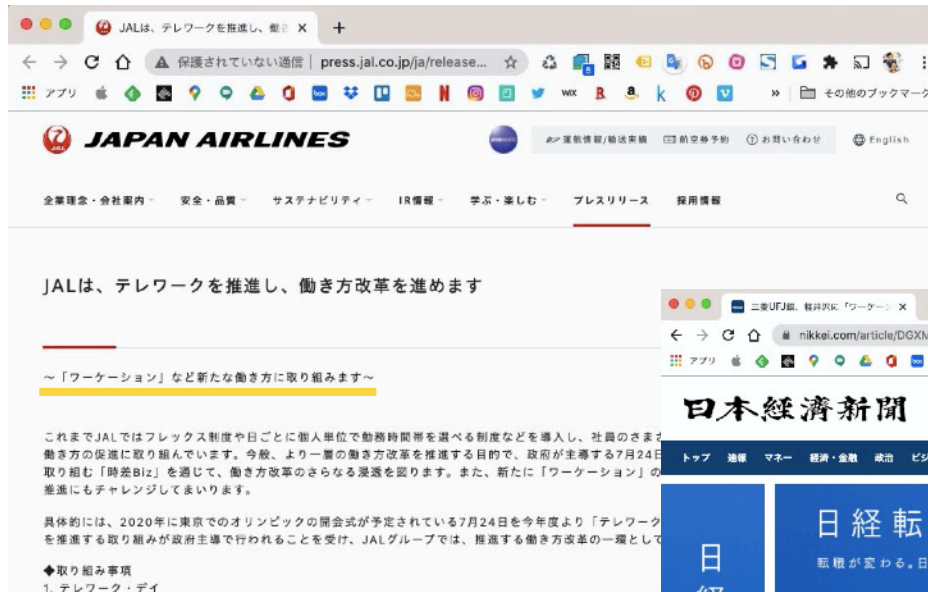 JALは、テレワークを推進し、働き
保護されていない通信 | press.jal.co.jp/ja/release...
アプリ
その他のブックマーク
JAPAN AIRLINES
運航情報/輸送実績
航空券予約
お問い合わせ
English
企業理念・会社案内
安全・品質
サステナビリティ
IR情報
学ぶ・楽しむ
プレスリリース
採用情報
JALは、テレワークを推進し、働き方改革を進めます
～「ワーケーション」など新たな働き方に取り組みます～
これまでJALではフレックス制度や日ごとに個人単位で勤務時間帯を選べる制度などを導入し、社員のさまざ
働き方の促進に取り組んでいます。今般、より一層の働き方改革を推進する目的で、政府が主導する7月24日
取り組む「時差Biz」を通じて、働き方改革のさらなる浸透を図ります。また、新たに「ワーケーション」の
推進にもチャレンジしてまいります。
具体的には、2020年に東京でのオリンピックの開会式が予定されている7月24日を今年度より「テレワーク
を推進する取り組みが政府主導で行われることを受け、JALグループでは、推進する働き方改革の一環として
◆取り組み事項
1. テレワーク・デイ
三菱UFJ銀、軽井沢に「ワーケーシ
nikkei.com/article/DGXM
アプリ
日本経済新聞
トップ
速報
マネー
経済・金融
政治
ビジ
日経
日経転
転職が変わる。日